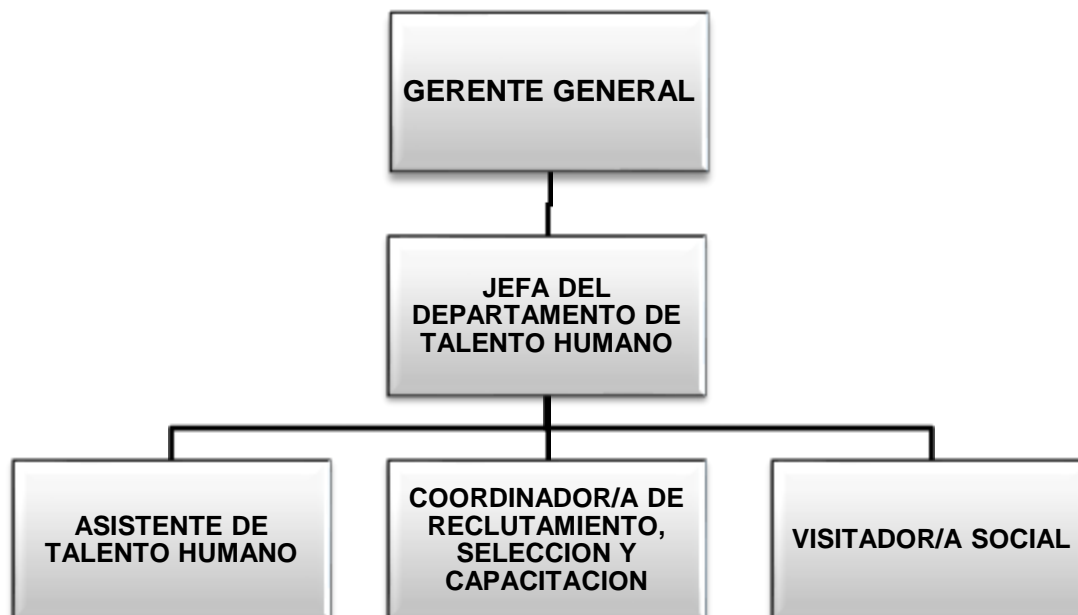 GERENTE GENERAL
JEFA DEL
DEPARTAMENTO DE
TALENTO HUMANO
ASISTENTE DE
TALENTO HUMANO
COORDINADOR/A DE
RECLUTAMIENTO,
SELECCION Y
CAPACITACION
VISITADOR/A SOCIAL